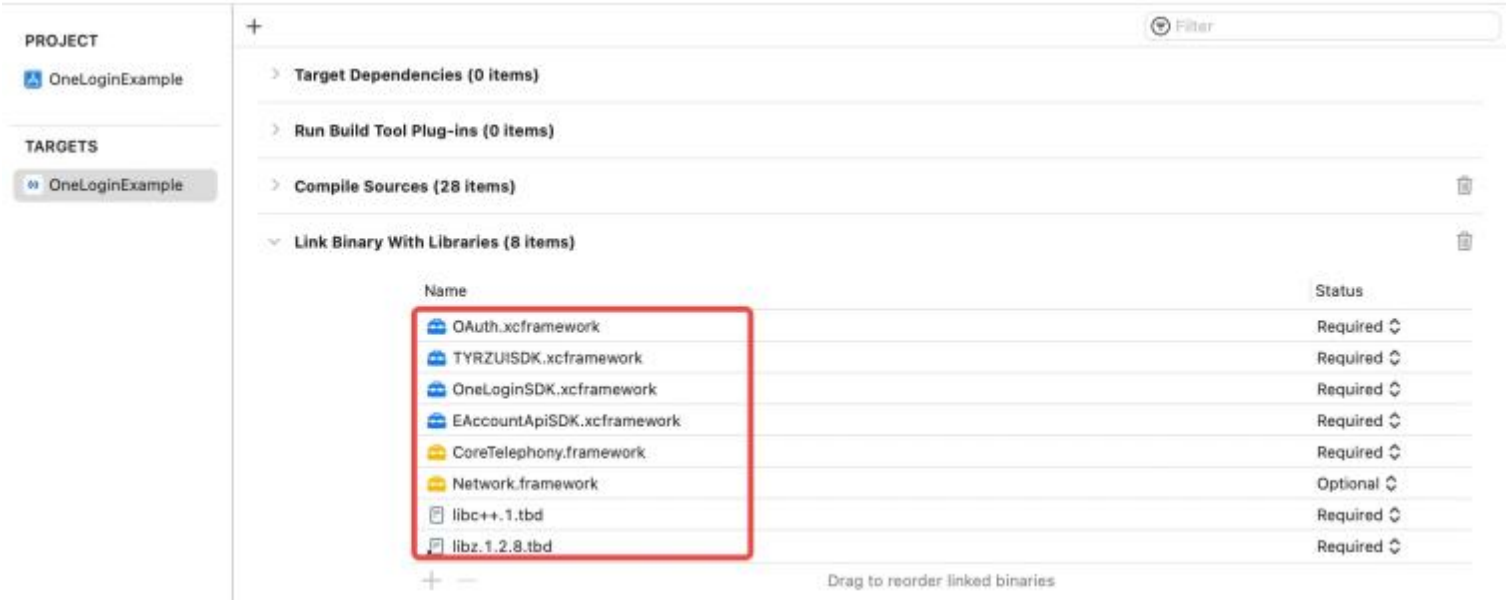 PROJECT
OneLoginExample
TARGETS
OneLoginExample
+
Filter
Target Dependencies (0 items)
Run Build Tool Plug-ins (0 items)
Compile Sources (28 items)
Link Binary With Libraries (8 items)
Name Status
OAuth.xcframework Required
TYRZUISDK.xcframework Required
OneLoginSDK.xcframework Required
EAccountApiSDK.xcframework Required
CoreTelephony.framework Required
Network.framework Optional
libc++.1.tbd Required
libz.1.2.8.tbd Required
+ − Drag to reorder linked binaries